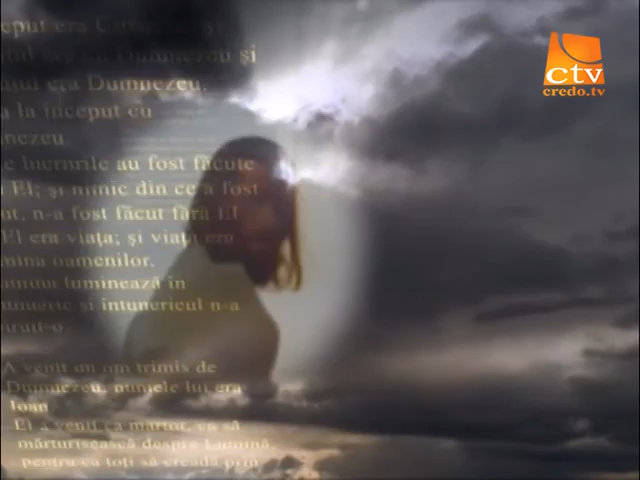 ctv
credo.tv
era
Dumnezeu și
era Dumnezeu.
la început cu
lucrurile au fost făcute
El; și nimic din ce a fost
n-a fost făcut fără El
El era viața; și viața era
oamenilor.
luminează în
și întunericul n-a
A venit un om trimis de
Dumnezeu: numele lui era
Ioan
El a venit ca martor, ca să
mărturisească despre Lumină,
pentru ca toți să creadă prin